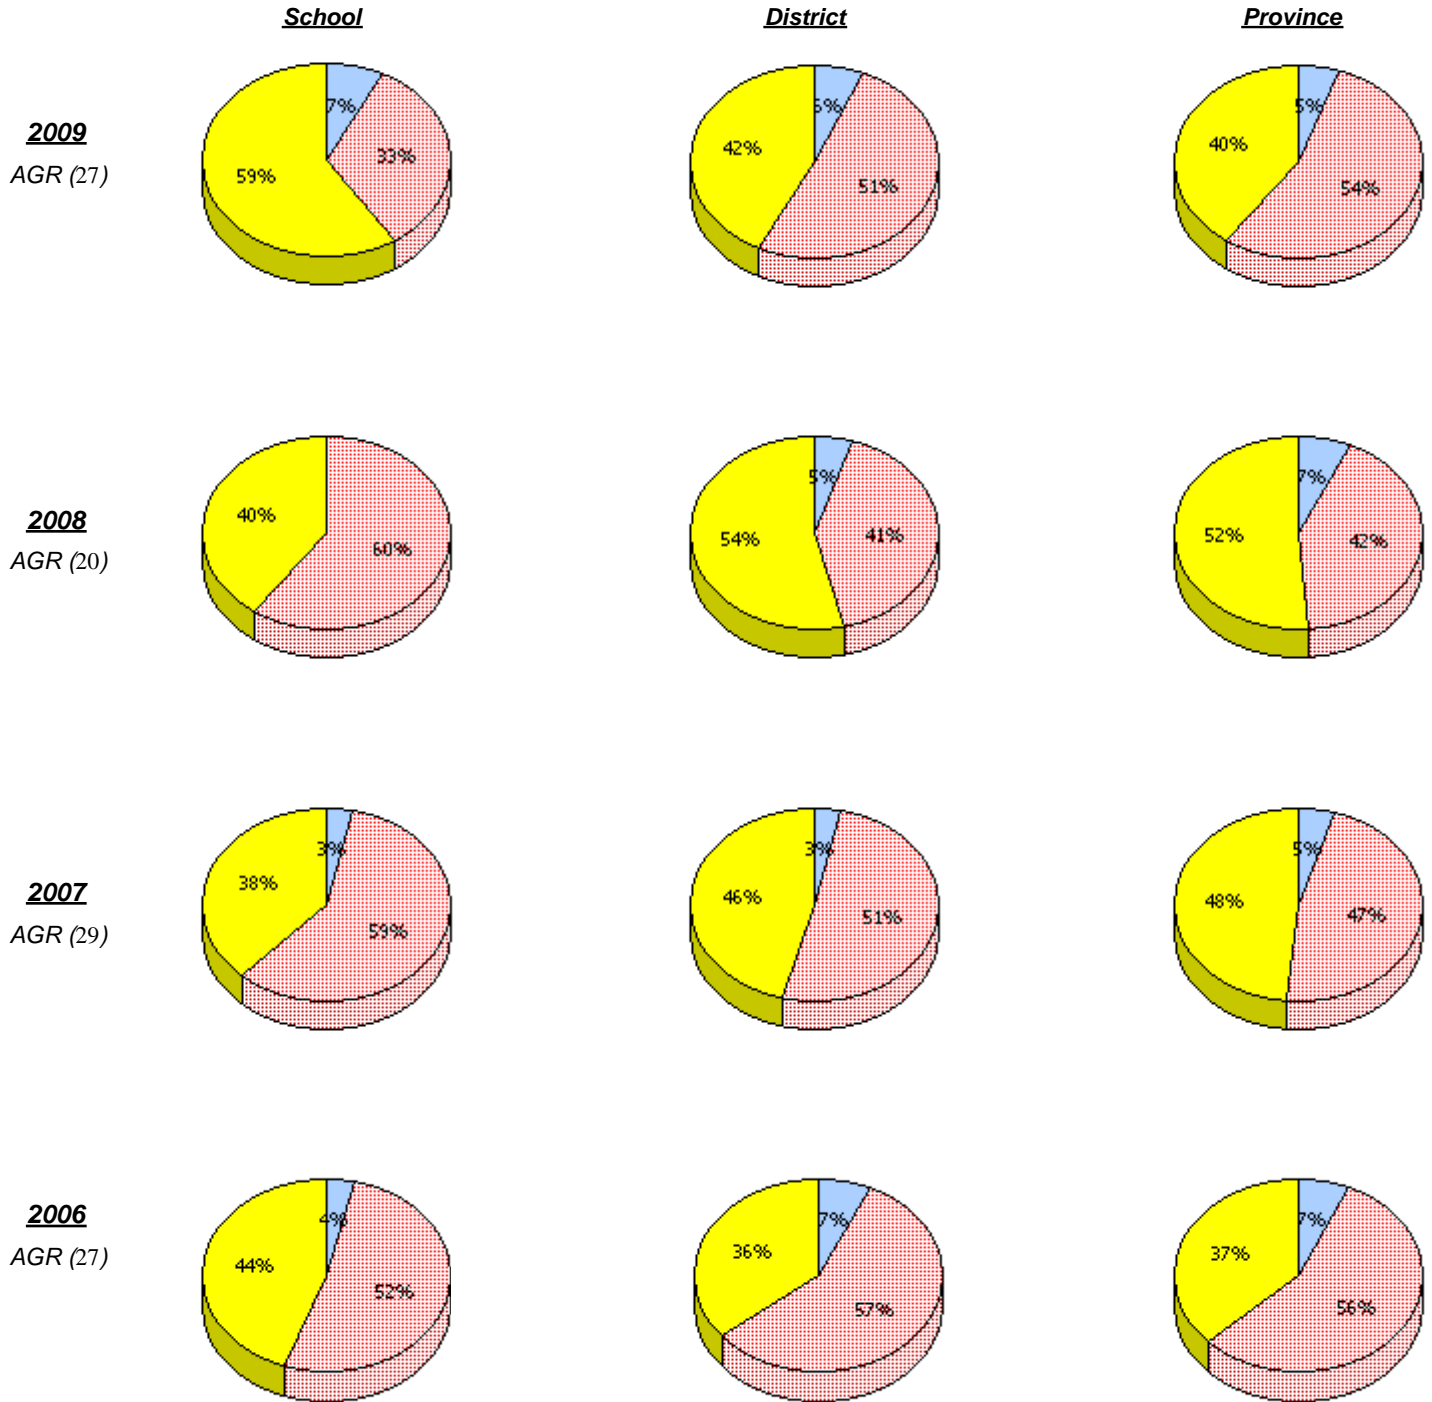 School District Province
2009
AGR (27)
7% 33% 59%
6% 51% 42%
5% 54% 40%
2008
AGR (20)
60% 40%
5% 41% 54%
7% 42% 52%
2007
AGR (29)
3% 59% 38%
3% 51% 46%
5% 47% 48%
2006
AGR (27)
4% 52% 44%
7% 57% 36%
7% 56% 37%